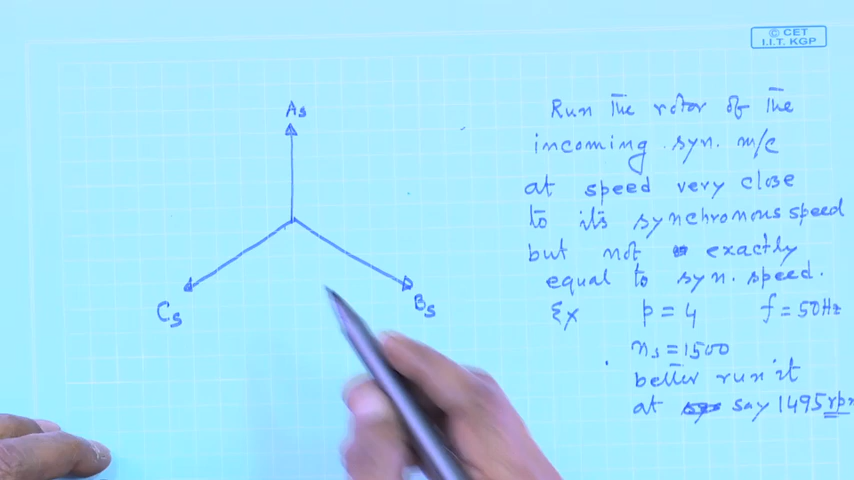 © CET
I.I.T. KGP
As
Cs
Bs
Run the rotor of the
incoming syn. m/c
at speed very close
to its synchronous speed
but not exactly
equal to syn. speed.
Ex p = 4 f = 50Hz
ns = 1500
better run it
at say 1495 rpm